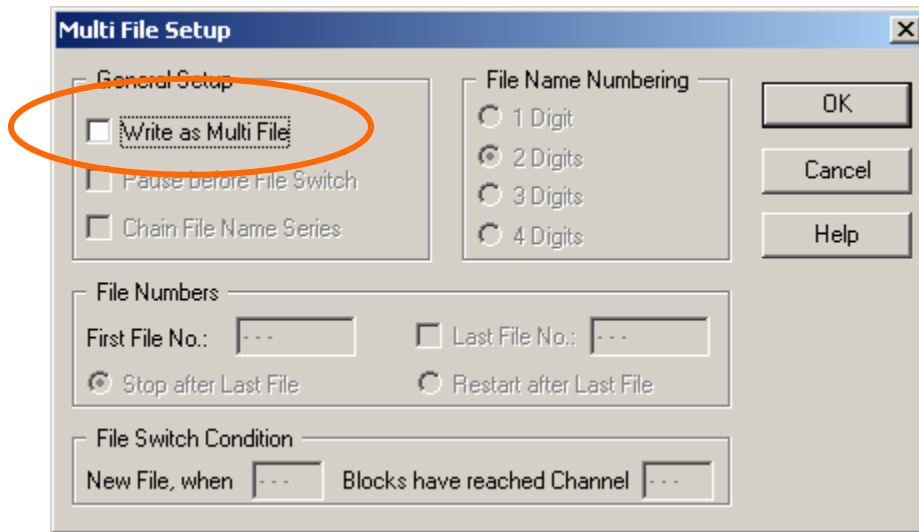 Multi File Setup
General Setup
Write as Multi File
Pause before File Switch
Chain File Name Series
File Name Numbering
1 Digit
2 Digits
3 Digits
4 Digits
OK
Cancel
Help
File Numbers
First File No.: - - -
Last File No.: - - -
Stop after Last File
Restart after Last File
File Switch Condition
New File, when - - - Blocks have reached Channel - - -